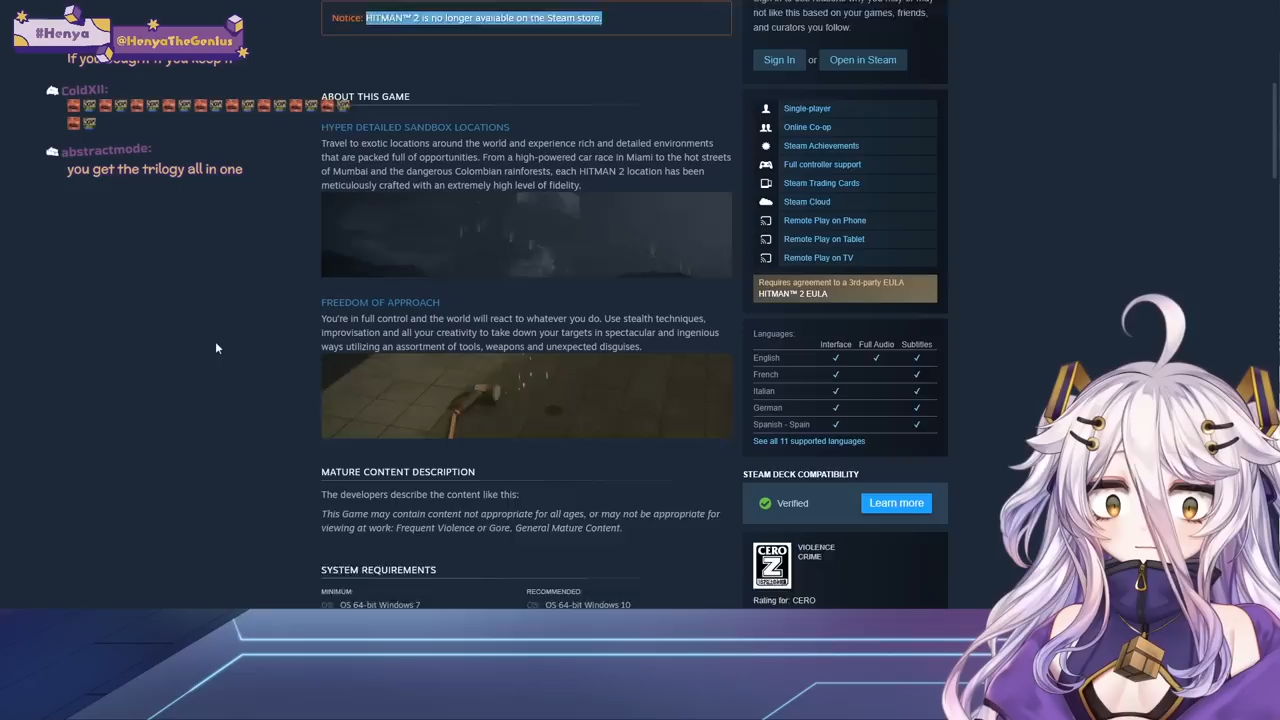 #Henya
@HenyaTheGenius
ColdXII:
abstractmode:
you get the trilogy all in one
Notice: HITMAN™ 2 is no longer available on the Steam store.
ABOUT THIS GAME
HYPER DETAILED SANDBOX LOCATIONS
Travel to exotic locations around the world and experience rich and detailed environments
that are packed full of opportunities. From a high-powered car race in Miami to the hot streets
of Mumbai and the dangerous Colombian rainforests, each HITMAN 2 location has been
meticulously crafted with an extremely high level of fidelity.
FREEDOM OF APPROACH
You're in full control and the world will react to whatever you do. Use stealth techniques,
improvisation and all your creativity to take down your targets in spectacular and ingenious
ways utilizing an assortment of tools, weapons and unexpected disguises.
MATURE CONTENT DESCRIPTION
The developers describe the content like this:
This Game may contain content not appropriate for all ages, or may not be appropriate for
viewing at work: Frequent Violence or Gore, General Mature Content.
SYSTEM REQUIREMENTS
MINIMUM:
OS 64-bit Windows 7
RECOMMENDED:
OS 64-bit Windows 10
not like this based on your games, friends,
and curators you follow.
Sign In or Open in Steam
Single-player
Online Co-op
Steam Achievements
Full controller support
Steam Trading Cards
Steam Cloud
Remote Play on Phone
Remote Play on Tablet
Remote Play on TV
Requires agreement to a 3rd-party EULA
HITMAN™ 2 EULA
Languages:
Interface Full Audio Subtitles
English ✓ ✓ ✓
French ✓ ✓
Italian ✓ ✓
German ✓ ✓
Spanish - Spain ✓ ✓
See all 11 supported languages
STEAM DECK COMPATIBILITY
Verified Learn more
CERO
Z
VIOLENCE
CRIME
Rating for: CERO